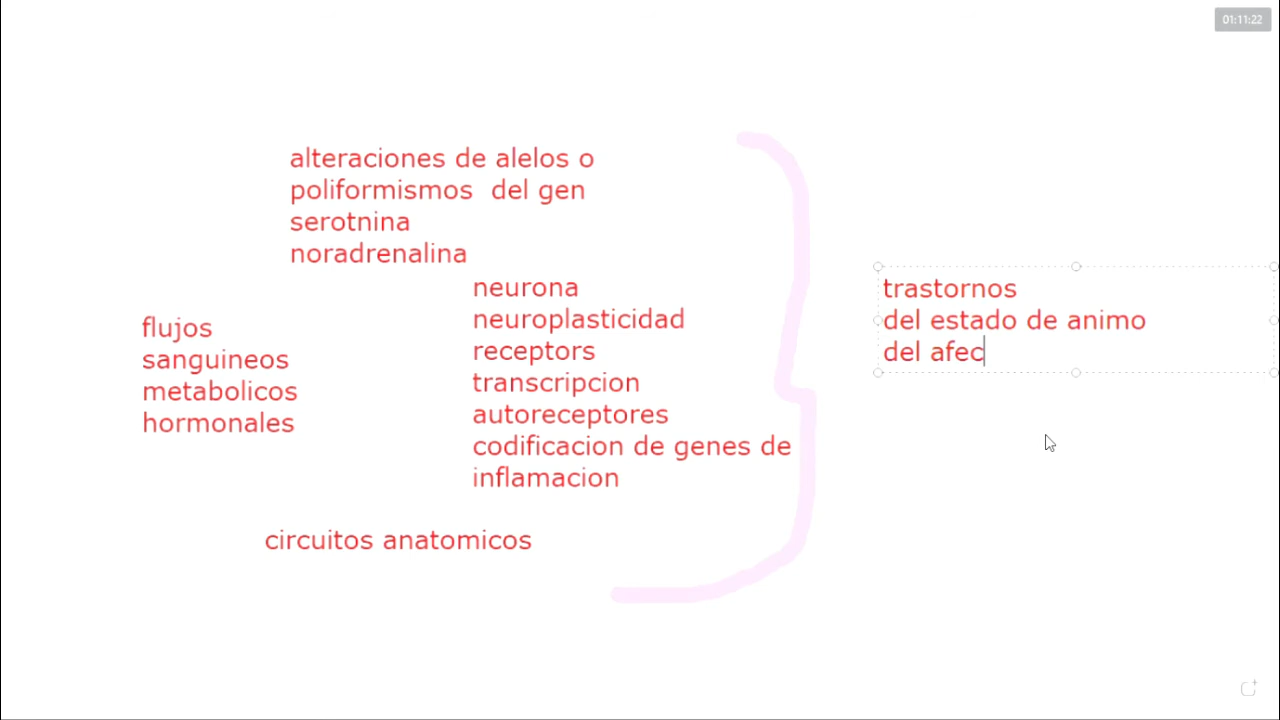 01:11:22
alteraciones de alelos o
poliformismos del gen
serotnina
noradrenalina
neurona
neuroplasticidad
receptors
transcripcion
autoreceptores
codificacion de genes de
inflamacion
flujos
sanguineos
metabolicos
hormonales
circuitos anatomicos
trastornos
del estado de animo
del afec